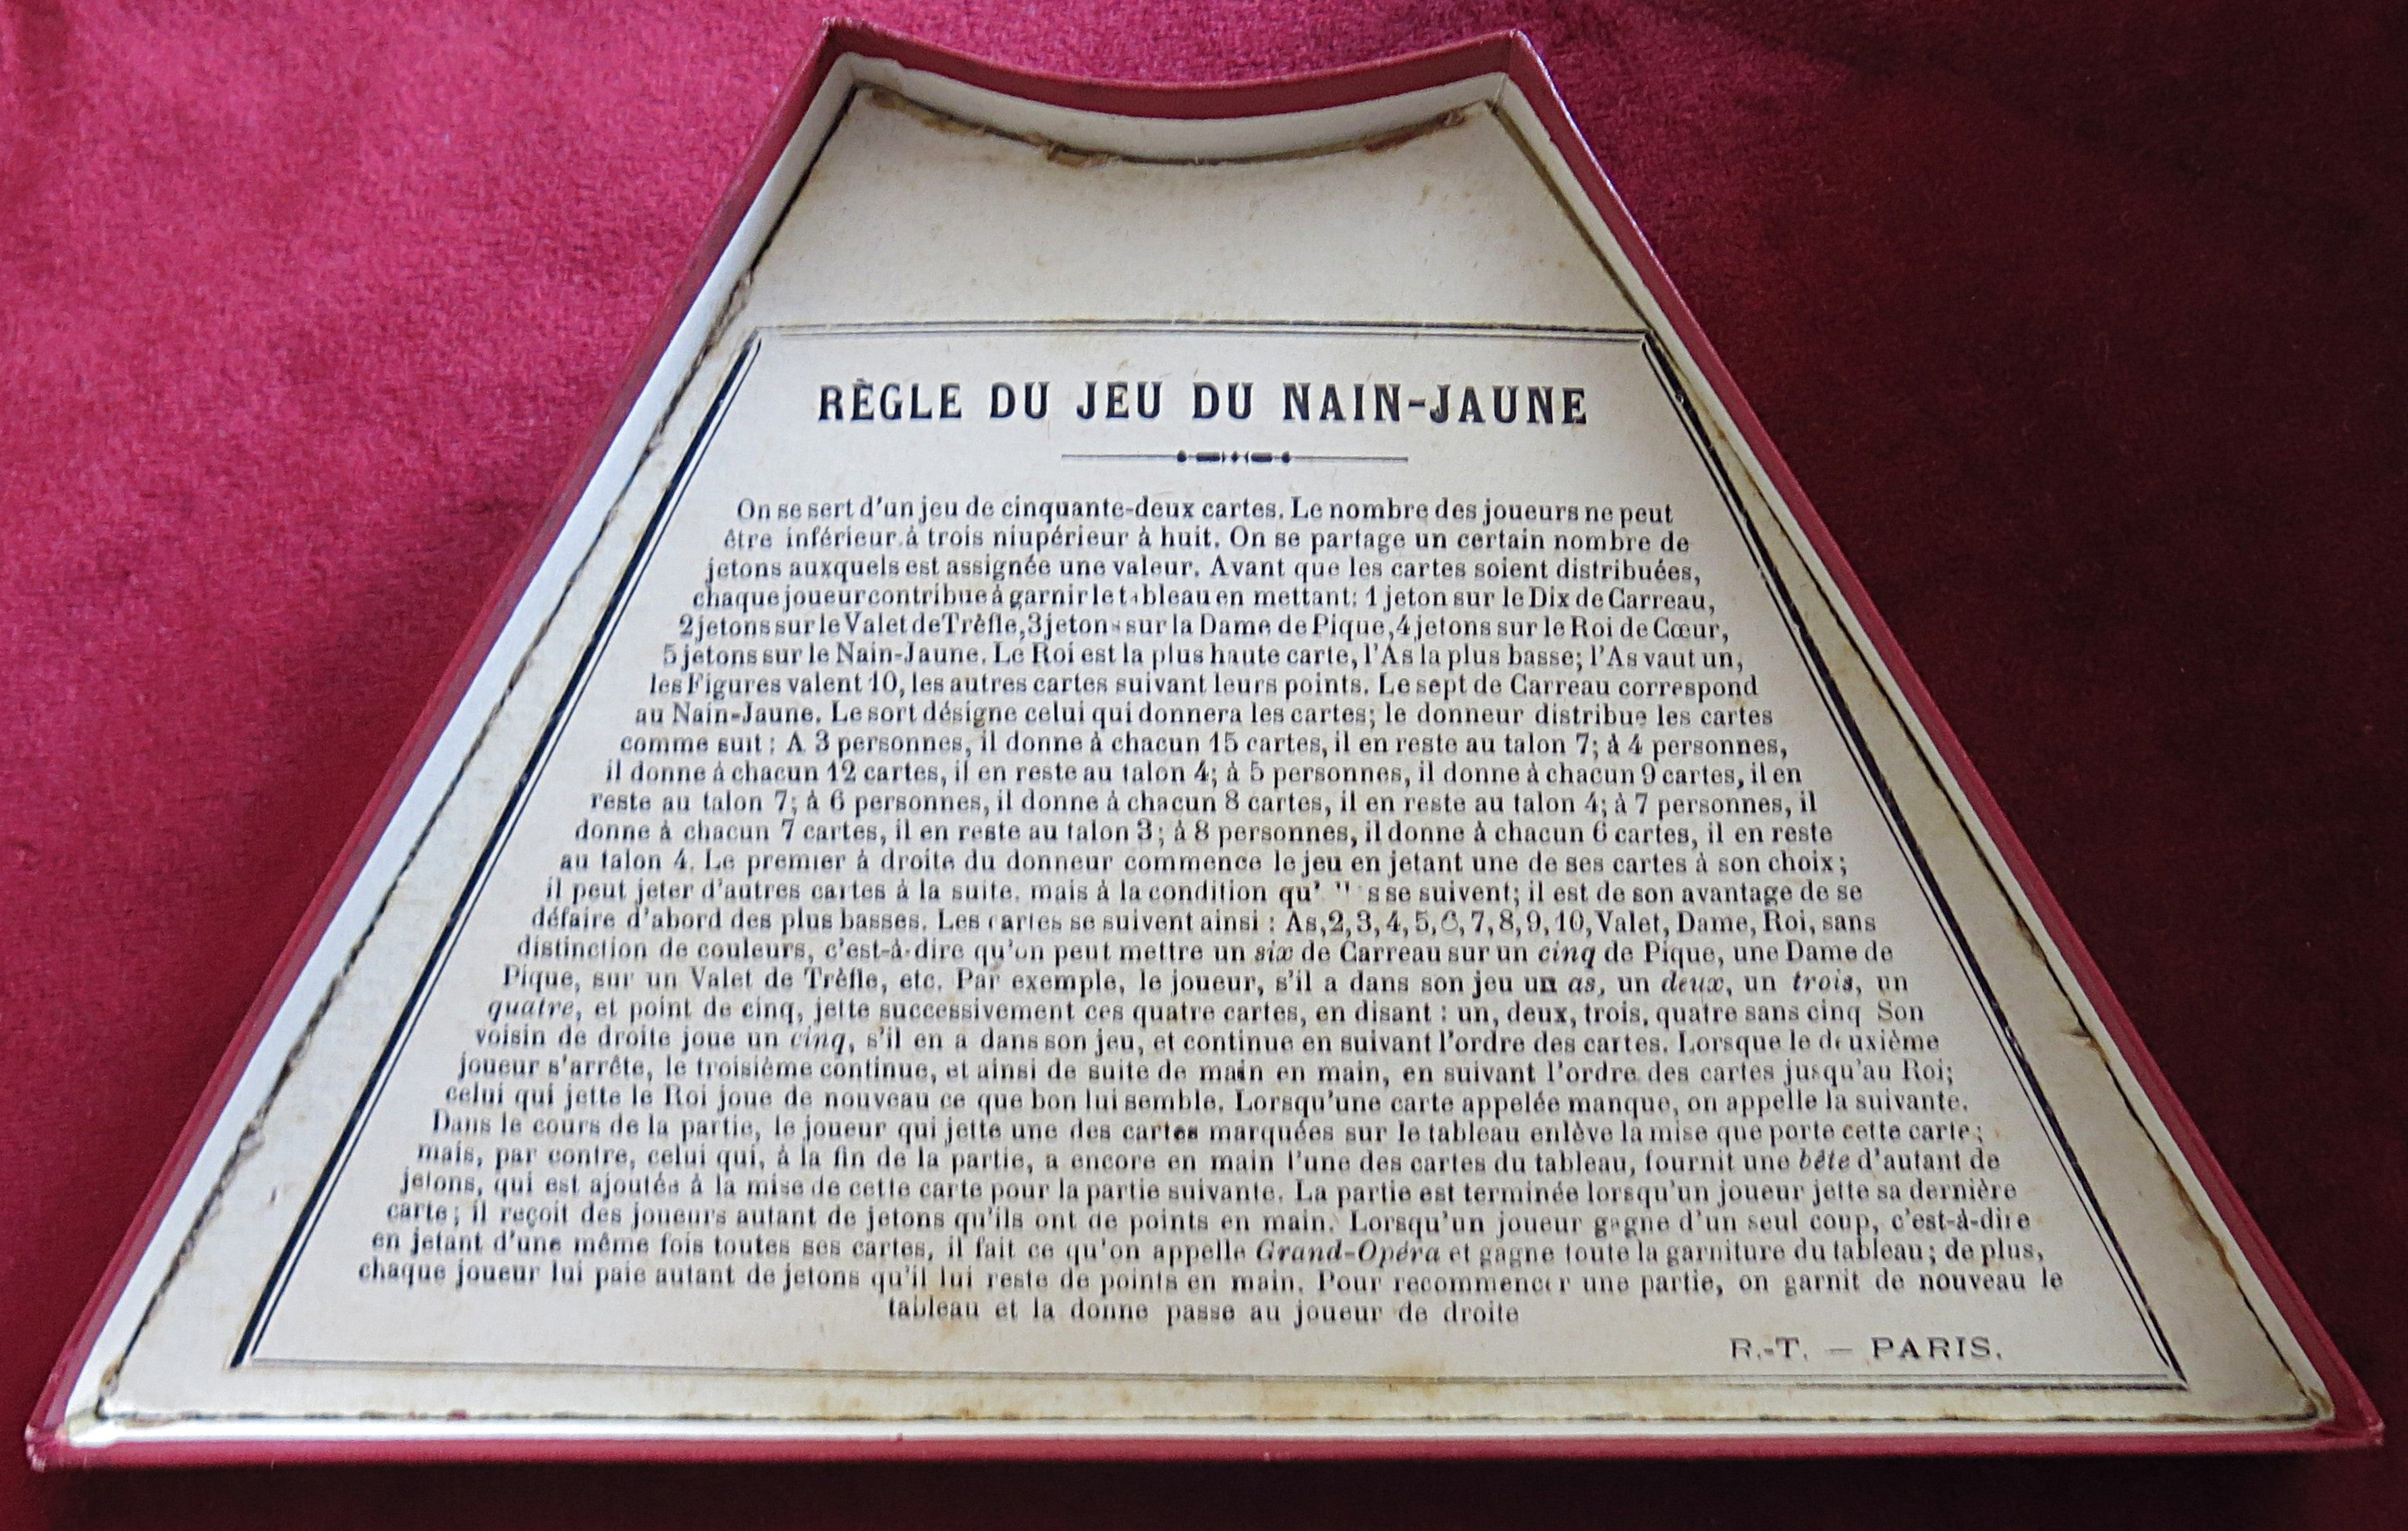 RÈGLE DU JEU DU NAIN-JAUNE
On se sert d'un jeu de cinquante-deux cartes. Le nombre des joueurs ne peut
être inférieur à trois niupérieur à huit. On se partage un certain nombre de
jetons auxquels est assignée une valeur. Avant que les cartes soient distribuées,
chaque joueur contribue à garnir le tableau en mettant: 1 jeton sur le Dix de Carreau,
2 jetons sur le Valet de Trèfle, 3 jetons sur la Dame de Pique, 4 jetons sur le Roi de Cœur,
5 jetons sur le Nain-Jaune. Le Roi est la plus haute carte, l'As la plus basse; l'As vaut un,
les Figures valent 10, les autres cartes suivant leurs points. Le sept de Carreau correspond
au Nain-Jaune. Le sort désigne celui qui donnera les cartes; le donneur distribue les cartes
comme suit: A 3 personnes, il donne à chacun 15 cartes, il en reste au talon 7; à 4 personnes,
il donne à chacun 12 cartes, il en reste au talon 4; à 5 personnes, il donne à chacun 9 cartes, il en
reste au talon 7; à 6 personnes, il donne à chacun 8 cartes, il en reste au talon 4; à 7 personnes, il
donne à chacun 7 cartes, il en reste au talon 3; à 8 personnes, il donne à chacun 6 cartes, il en reste
au talon 4. Le premier à droite du donneur commence le jeu en jetant une de ses cartes à son choix;
il peut jeter d'autres cartes à la suite, mais à la condition se suivent; il est de son avantage de se
défaire d'abord des plus basses. Les cartes se suivent ainsi: As, 2, 3, 4, 5, 6, 7, 8, 9, 10, Valet, Dame, Roi, sans
distinction de couleurs, c'est-à-dire qu'on peut mettre un six de Carreau sur un cinq de Pique, une Dame de
Pique, sur un Valet de Trèfle, etc. Par exemple, le joueur, s'il a dans son jeu un as, un deux, un trois, un
quatre, et point de cinq, jette successivement ces quatre cartes, en disant: un, deux, trois, quatre sans cinq Son
voisin de droite joue un cinq, s'il en a dans son jeu, et continue en suivant l'ordre des cartes. Lorsque le deuxième
joueur s'arrête, le troisième continue, et ainsi de suite de main en main, en suivant l'ordre des cartes jusqu'au Roi;
celui qui jette le Roi joue de nouveau ce que bon lui semble. Lorsqu'une carte appelée manque, on appelle la suivante.
Dans le cours de la partie, le joueur qui jette une des cartes marquées sur le tableau enlève la mise que porte cette carte;
mais, par contre, celui qui, à la fin de la partie, a encore en main l'une des cartes du tableau, fournit une bête d'autant de
jetons, qui est ajoutée à la mise de cette carte pour la partie suivante. La partie est terminée lorsqu'un joueur jette sa dernière
carte; il reçoit des joueurs autant de jetons qu'ils ont de points en main. Lorsqu'un joueur gagne d'un seul coup, c'est-à-dire
en jetant d'une même fois toutes ses cartes, il fait ce qu'on appelle Grand-Opéra et gagne toute la garniture du tableau; de plus,
chaque joueur lui paie autant de jetons qu'il lui reste de points en main. Pour recommencer une partie, on garnit de nouveau le
tableau et la donne passe au joueur de droite
R.-T. — PARIS.